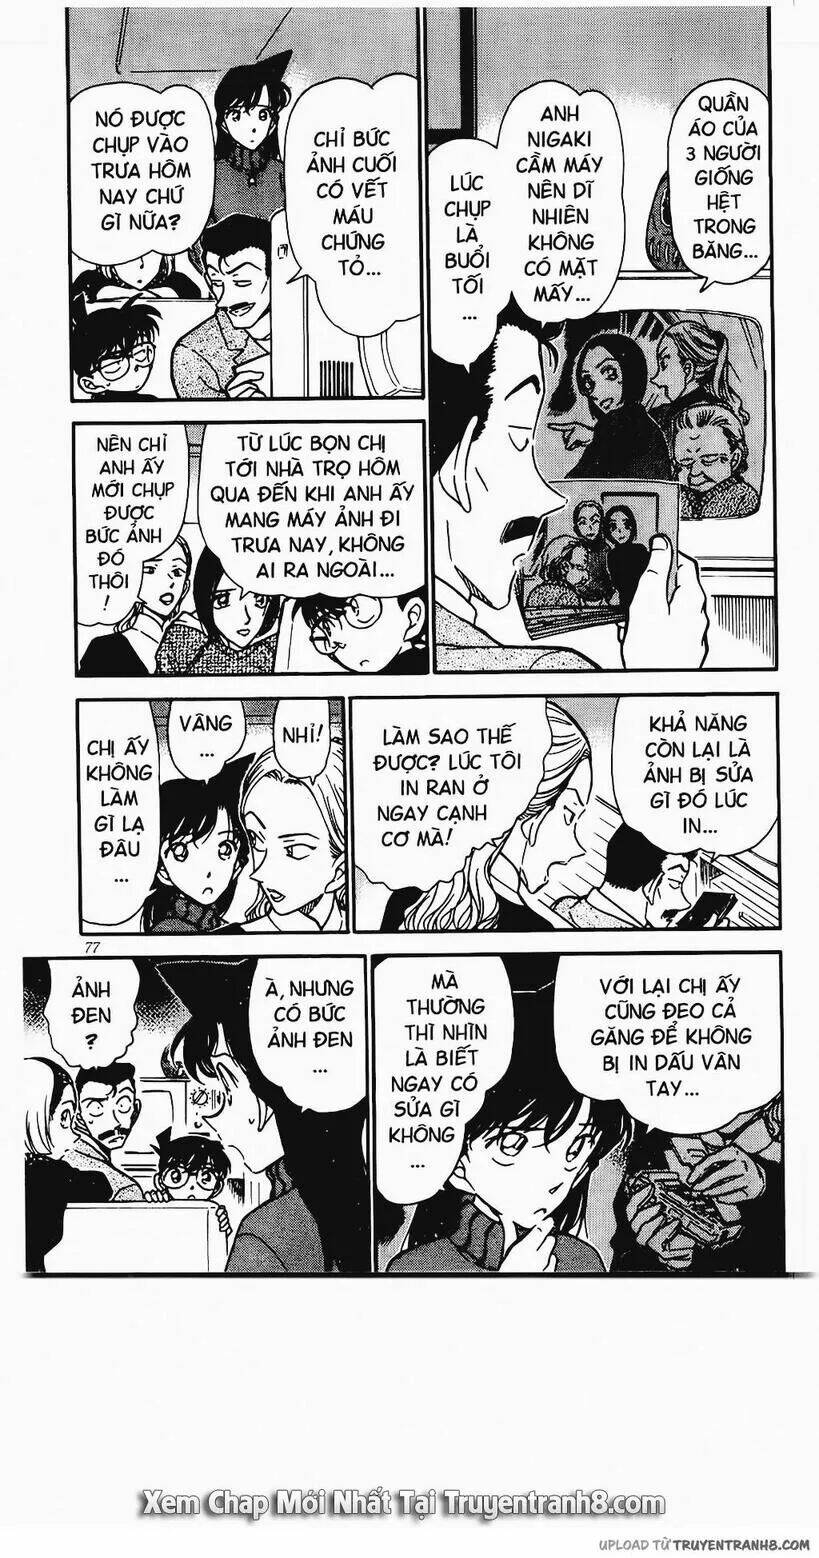 QUẦN
ÁO CỦA
3 NGƯỜI
GIỐNG
HỆT
TRONG
BĂNG...
ANH
NIGAKI
CẦM MÁY
NÊN DĨ
NHIÊN
KHÔNG
CÓ MẶT
MẤY...
LÚC
CHỤP
LÀ
BUỔI
TỐI
...
CHỈ BỨC
ẢNH CUỐI
CÓ VẾT
MÁU
CHỨNG
TỎ...
NÓ ĐƯỢC
CHỤP VÀO
TRƯA HÔM
NAY CHỨ
GÌ NỮA?
TỪ LÚC BỌN CHỊ
TỚI NHÀ TRỌ HÔM
QUA ĐẾN KHI ANH ẤY
MANG MÁY ẢNH ĐI
TRƯA NAY, KHÔNG
AI RA NGOÀI...
NÊN CHỈ
ANH ẤY
MỚI CHỤP
ĐƯỢC
BỨC ẢNH
ĐÓ
THÔI
!
KHẢ NĂNG
CÒN LẠI LÀ
ẢNH BỊ SỬA
GÌ ĐÓ LÚC
IN...
LÀM SAO THẾ
ĐƯỢC? LÚC TÔI
IN RAN Ở
NGAY CẠNH
CƠ MÀ!
NHỈ!
VÂNG
...
CHỊ ẤY
KHÔNG
LÀM
GÌ LẠ
ĐÂU
...
77
VỚI LẠI CHỊ ẤY
CŨNG ĐEO CẢ
GĂNG ĐỂ KHÔNG
BỊ IN DẤU VÂN
TAY...
MÀ
THƯỜNG
THÌ NHÌN
LÀ BIẾT
NGAY CÓ
SỬA GÌ
KHÔNG
...
À, NHƯNG
CÓ BỨC
ẢNH ĐEN
...
ẢNH
ĐEN
?
Xem Chap Mới Nhất Tại Truyentranh8.com
UPLOAD TỪ TRUYENTRANH8.COM